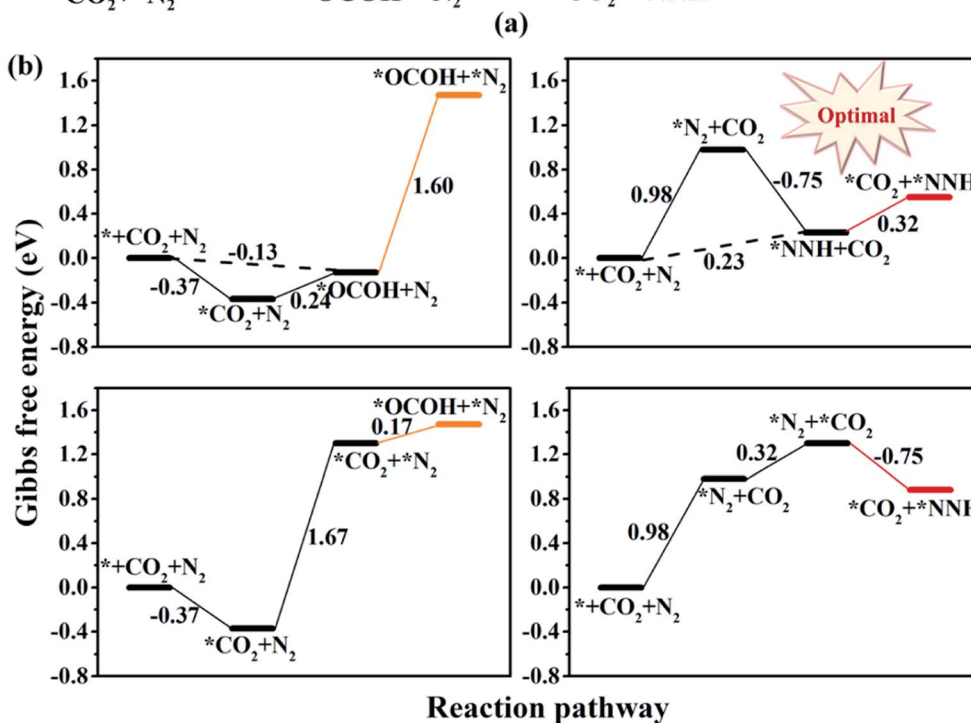 (a)
(b)
Gibbs free energy (eV)
1.6
1.2
0.8
0.4
0.0
-0.4
-0.8
*OCOH+*N₂
1.60
*+CO₂+N₂
-0.13
-0.37
0.24
*OCOH+N₂
*CO₂+N₂
1.6
1.2
0.8
0.4
0.0
-0.4
-0.8
Optimal
*N₂+CO₂
0.98
-0.75
*CO₂+*NNH
0.32
*NNH+CO₂
0.23
*+CO₂+N₂
1.6
1.2
0.8
0.4
0.0
-0.4
-0.8
*OCOH+*N₂
0.17
*CO₂+*N₂
1.67
*+CO₂+N₂
-0.37
*CO₂+N₂
1.6
1.2
0.8
0.4
0.0
-0.4
-0.8
*N₂+*CO₂
0.32
-0.75
*N₂+CO₂
*CO₂+*NNH
0.98
*+CO₂+N₂
Reaction pathway